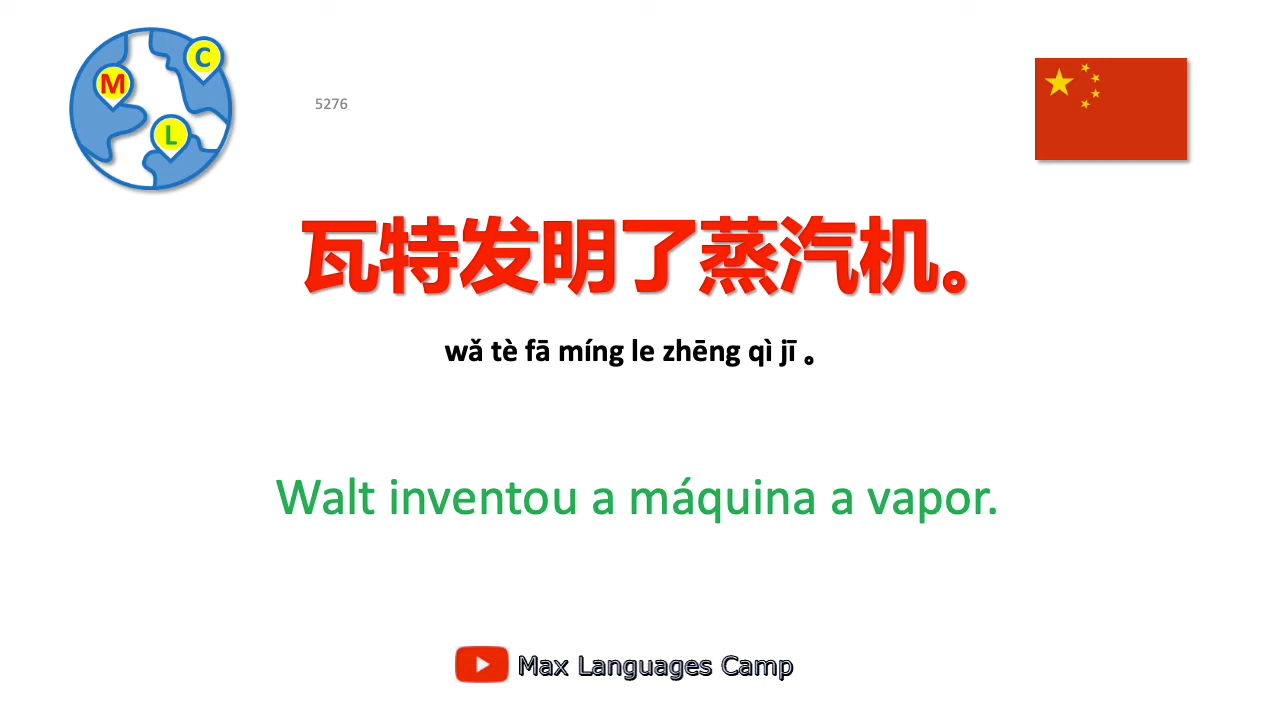 M
C
L
5276
瓦特发明了蒸汽机。
wǎ tè fā míng le zhēng qì jī 。
Walt inventou a máquina a vapor.
Max Languages Camp